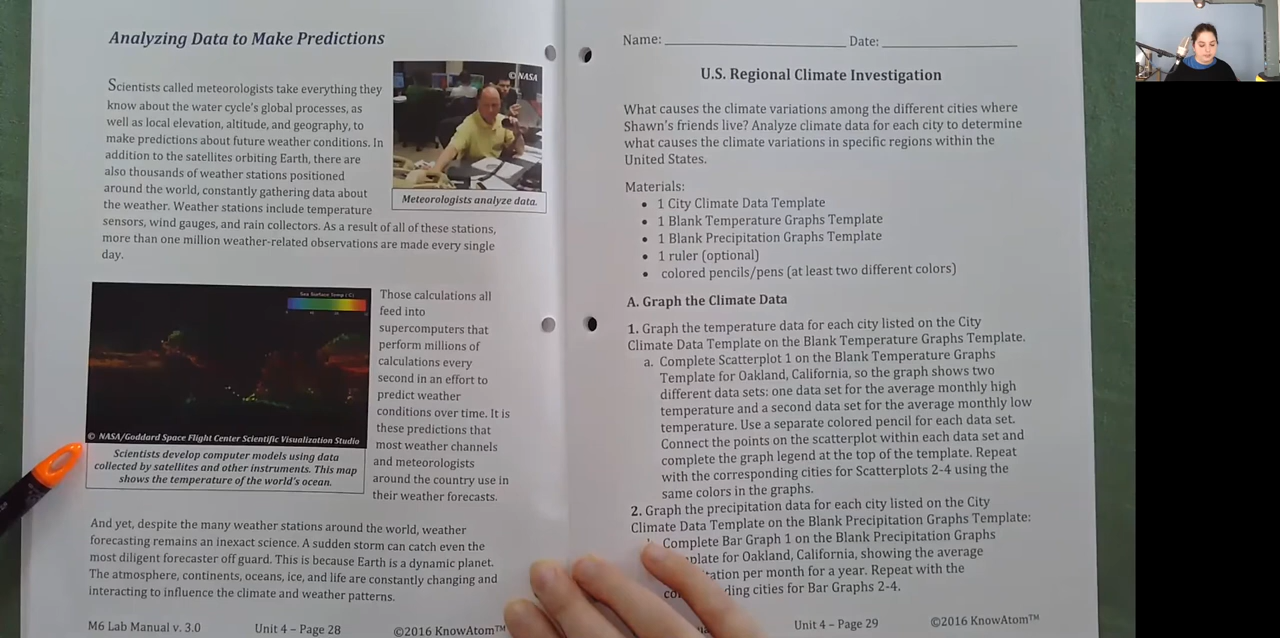 Analyzing Data to Make Predictions
Scientists called meteorologists take everything they
know about the water cycle's global processes, as
well as local elevation, altitude, and geography, to
make predictions about future weather conditions. In
addition to the satellites orbiting Earth, there are
also thousands of weather stations positioned
around the world, constantly gathering data about
the weather. Weather stations include temperature
sensors, wind gauges, and rain collectors. As a result of all of these stations,
more than one million weather-related observations are made every single
day.
© NASA
Meteorologists analyze data.
Sea Surface Temp (C)
© NASA/Goddard Space Flight Center Scientific Visualization Studio
Scientists develop computer models using data
collected by satellites and other instruments. This map
shows the temperature of the world's ocean.
Those calculations all
feed into
supercomputers that
perform millions of
calculations every
second in an effort to
predict weather
conditions over time. It is
these predictions that
most weather channels
and meteorologists
around the country use in
their weather forecasts.
And yet, despite the many weather stations around the world, weather
forecasting remains an inexact science. A sudden storm can catch even the
most diligent forecaster off guard. This is because Earth is a dynamic planet.
The atmosphere, continents, oceans, ice, and life are constantly changing and
interacting to influence the climate and weather patterns.
M6 Lab Manual v. 3.0 Unit 4 – Page 28 ©2016 KnowAtom™
Name: Date:
U.S. Regional Climate Investigation
What causes the climate variations among the different cities where
Shawn's friends live? Analyze climate data for each city to determine
what causes the climate variations in specific regions within the
United States.
Materials:
• 1 City Climate Data Template
• 1 Blank Temperature Graphs Template
• 1 Blank Precipitation Graphs Template
• 1 ruler (optional)
• colored pencils/pens (at least two different colors)
A. Graph the Climate Data
1. Graph the temperature data for each city listed on the City
Climate Data Template on the Blank Temperature Graphs Template.
a. Complete Scatterplot 1 on the Blank Temperature Graphs
Template for Oakland, California, so the graph shows two
different data sets: one data set for the average monthly high
temperature and a second data set for the average monthly low
temperature. Use a separate colored pencil for each data set.
Connect the points on the scatterplot within each data set and
complete the graph legend at the top of the template. Repeat
with the corresponding cities for Scatterplots 2-4 using the
same colors in the graphs.
2. Graph the precipitation data for each city listed on the City
Climate Data Template on the Blank Precipitation Graphs Template:
Complete Bar Graph 1 on the Blank Precipitation Graphs
for Oakland, California, showing the average
per month for a year. Repeat with the
cities for Bar Graphs 2-4.
Unit 4 – Page 29 ©2016 KnowAtom™